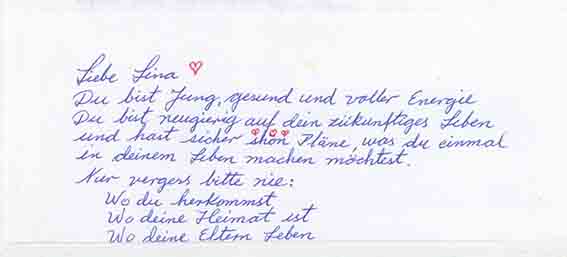 Liebe Lina ♡
Du bist Jung, gesund und voller Energie
Du bist neugierig auf dein zukünftiges Leben
und hast sicher shön Pläne, was du einmal
in deinem Leben machen möchtest.
Nur vergess bitte nie:
Wo du herkommst
Wo deine Heimat ist
Wo deine Eltern Leben